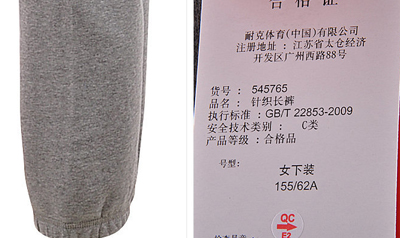 合格证
耐克体育(中国)有限公司
注册地址：江苏省太仓经济
开发区广州西路88号
货号：545765
品名：针织长裤
执行标准：GB/T 22853-2009
安全技术类别：C类
产品等级：合格品
号型：
女下装
155/62A
QC
E2